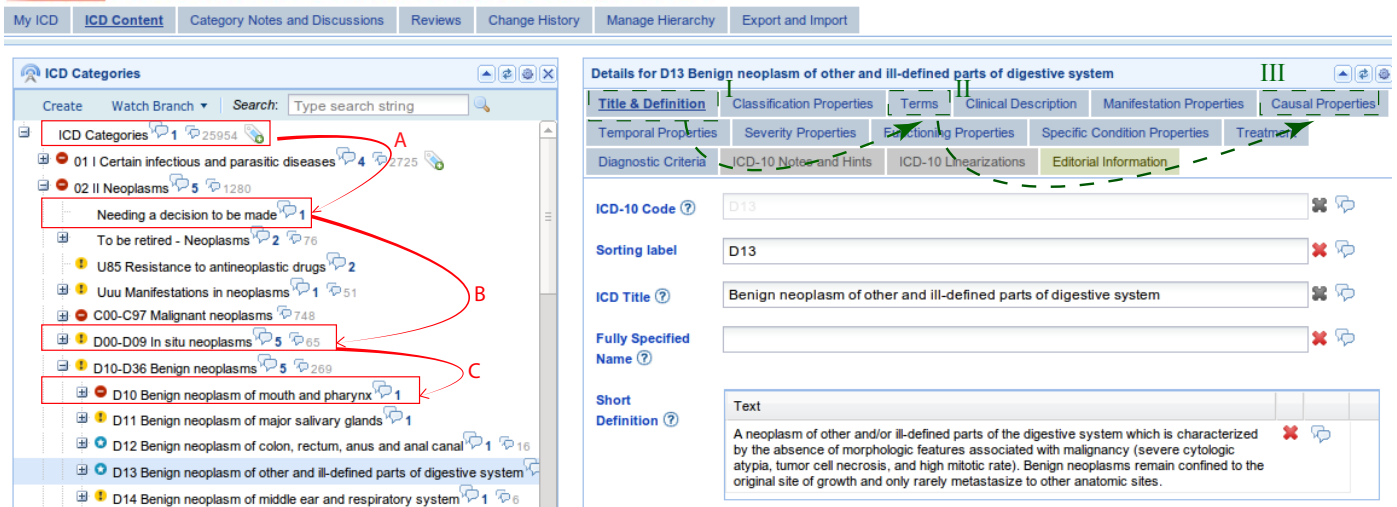 My ICD ICD Content Category Notes and Discussions Reviews Change History Manage Hierarchy Export and Import
ICD Categories
Create Watch Branch Search: Type search string
ICD Categories 1 25954
A
01 I Certain infectious and parasitic diseases 4 2725
02 II Neoplasms 5 1280
Needing a decision to be made 1
To be retired - Neoplasms 2 76
U85 Resistance to antineoplastic drugs 2
Uuu Manifestations in neoplasms 1 51
B
C00-C97 Malignant neoplasms 748
D00-D09 In situ neoplasms 5 65
D10-D36 Benign neoplasms 5 269
C
D10 Benign neoplasm of mouth and pharynx 1
D11 Benign neoplasm of major salivary glands 1
D12 Benign neoplasm of colon, rectum, anus and anal canal 1 16
D13 Benign neoplasm of other and ill-defined parts of digestive system
D14 Benign neoplasm of middle ear and respiratory system 1 6
Details for D13 Benign neoplasm of other and ill-defined parts of digestive system
I II III
Title & Definition Classification Properties Terms Clinical Description Manifestation Properties Causal Properties
Temporal Properties Severity Properties Functioning Properties Specific Condition Properties Treatment
Diagnostic Criteria ICD-10 Notes and Hints ICD-10 Linearizations Editorial Information
ICD-10 Code ? D13
Sorting label D13
ICD Title ? Benign neoplasm of other and ill-defined parts of digestive system
Fully Specified
Name ?
Short
Definition ?
Text
A neoplasm of other and/or ill-defined parts of the digestive system which is characterized
by the absence of morphologic features associated with malignancy (severe cytologic
atypia, tumor cell necrosis, and high mitotic rate). Benign neoplasms remain confined to the
original site of growth and only rarely metastasize to other anatomic sites.